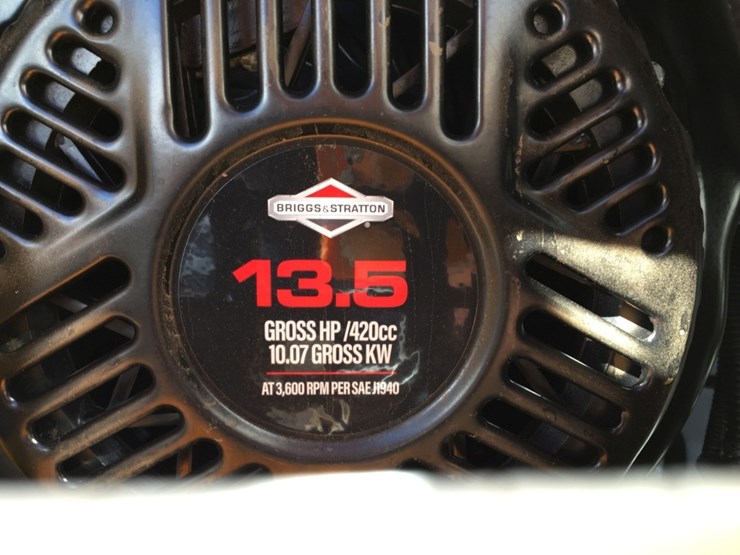 BRIGGS&STRATTON
13.5
GROSS HP /420cc
10.07 GROSS KW
AT 3,600 RPM PER SAE J1940